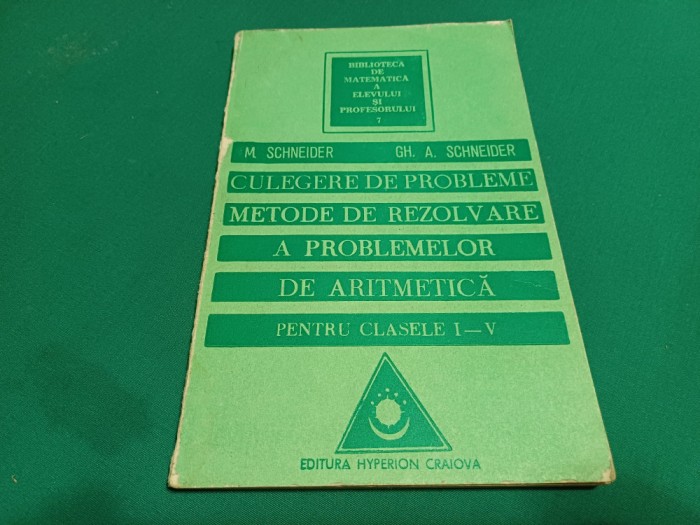 BIBLIOTECA
DE
MATEMATICA
A
ELEVULUI
ŞI
PROFESORULUI
7
M. SCHNEIDER GH. A. SCHNEIDER
CULEGERE DE PROBLEME
METODE DE REZOLVARE
A PROBLEMELOR
DE ARITMETICĂ
PENTRU CLASELE I—V
EDITURA HYPERION CRAIOVA